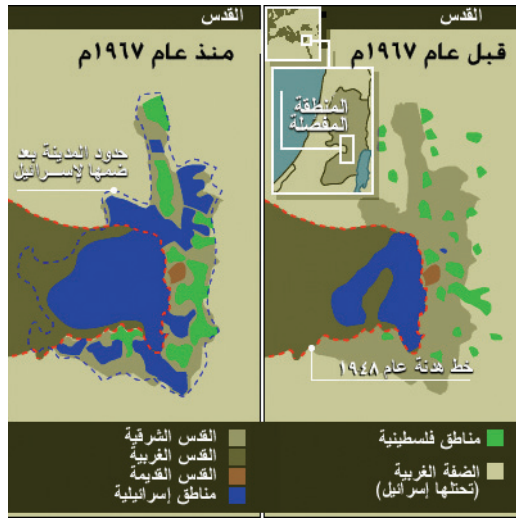 القدس
قبل عام ١٩٦٧م
المنطقة
المفصلة
خط هدنة عام ١٩٤٨
مناطق فلسطينية
الضفة الغربية
(تحتلها إسرائيل)
القدس
منذ عام ١٩٦٧م
حدود المدينة بعد
ضمها لإسرائيل
القدس الشرقية
القدس الغربية
القدس القديمة
مناطق إسرائيلية